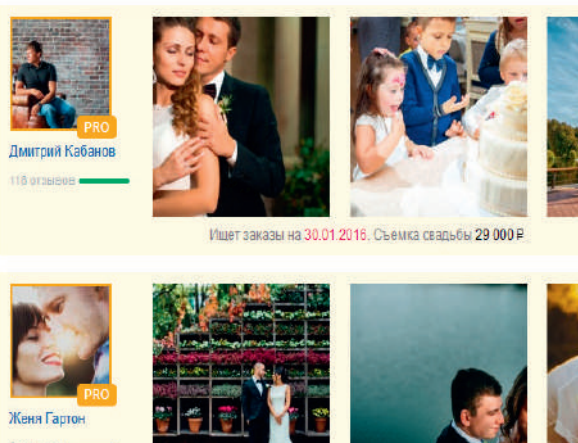 PRO
Дмитрий Кабанов
118 отзывов
Ищет заказы на 30.01.2016. Съемка свадьбы 29 000 ₽
PRO
Женя Гартон